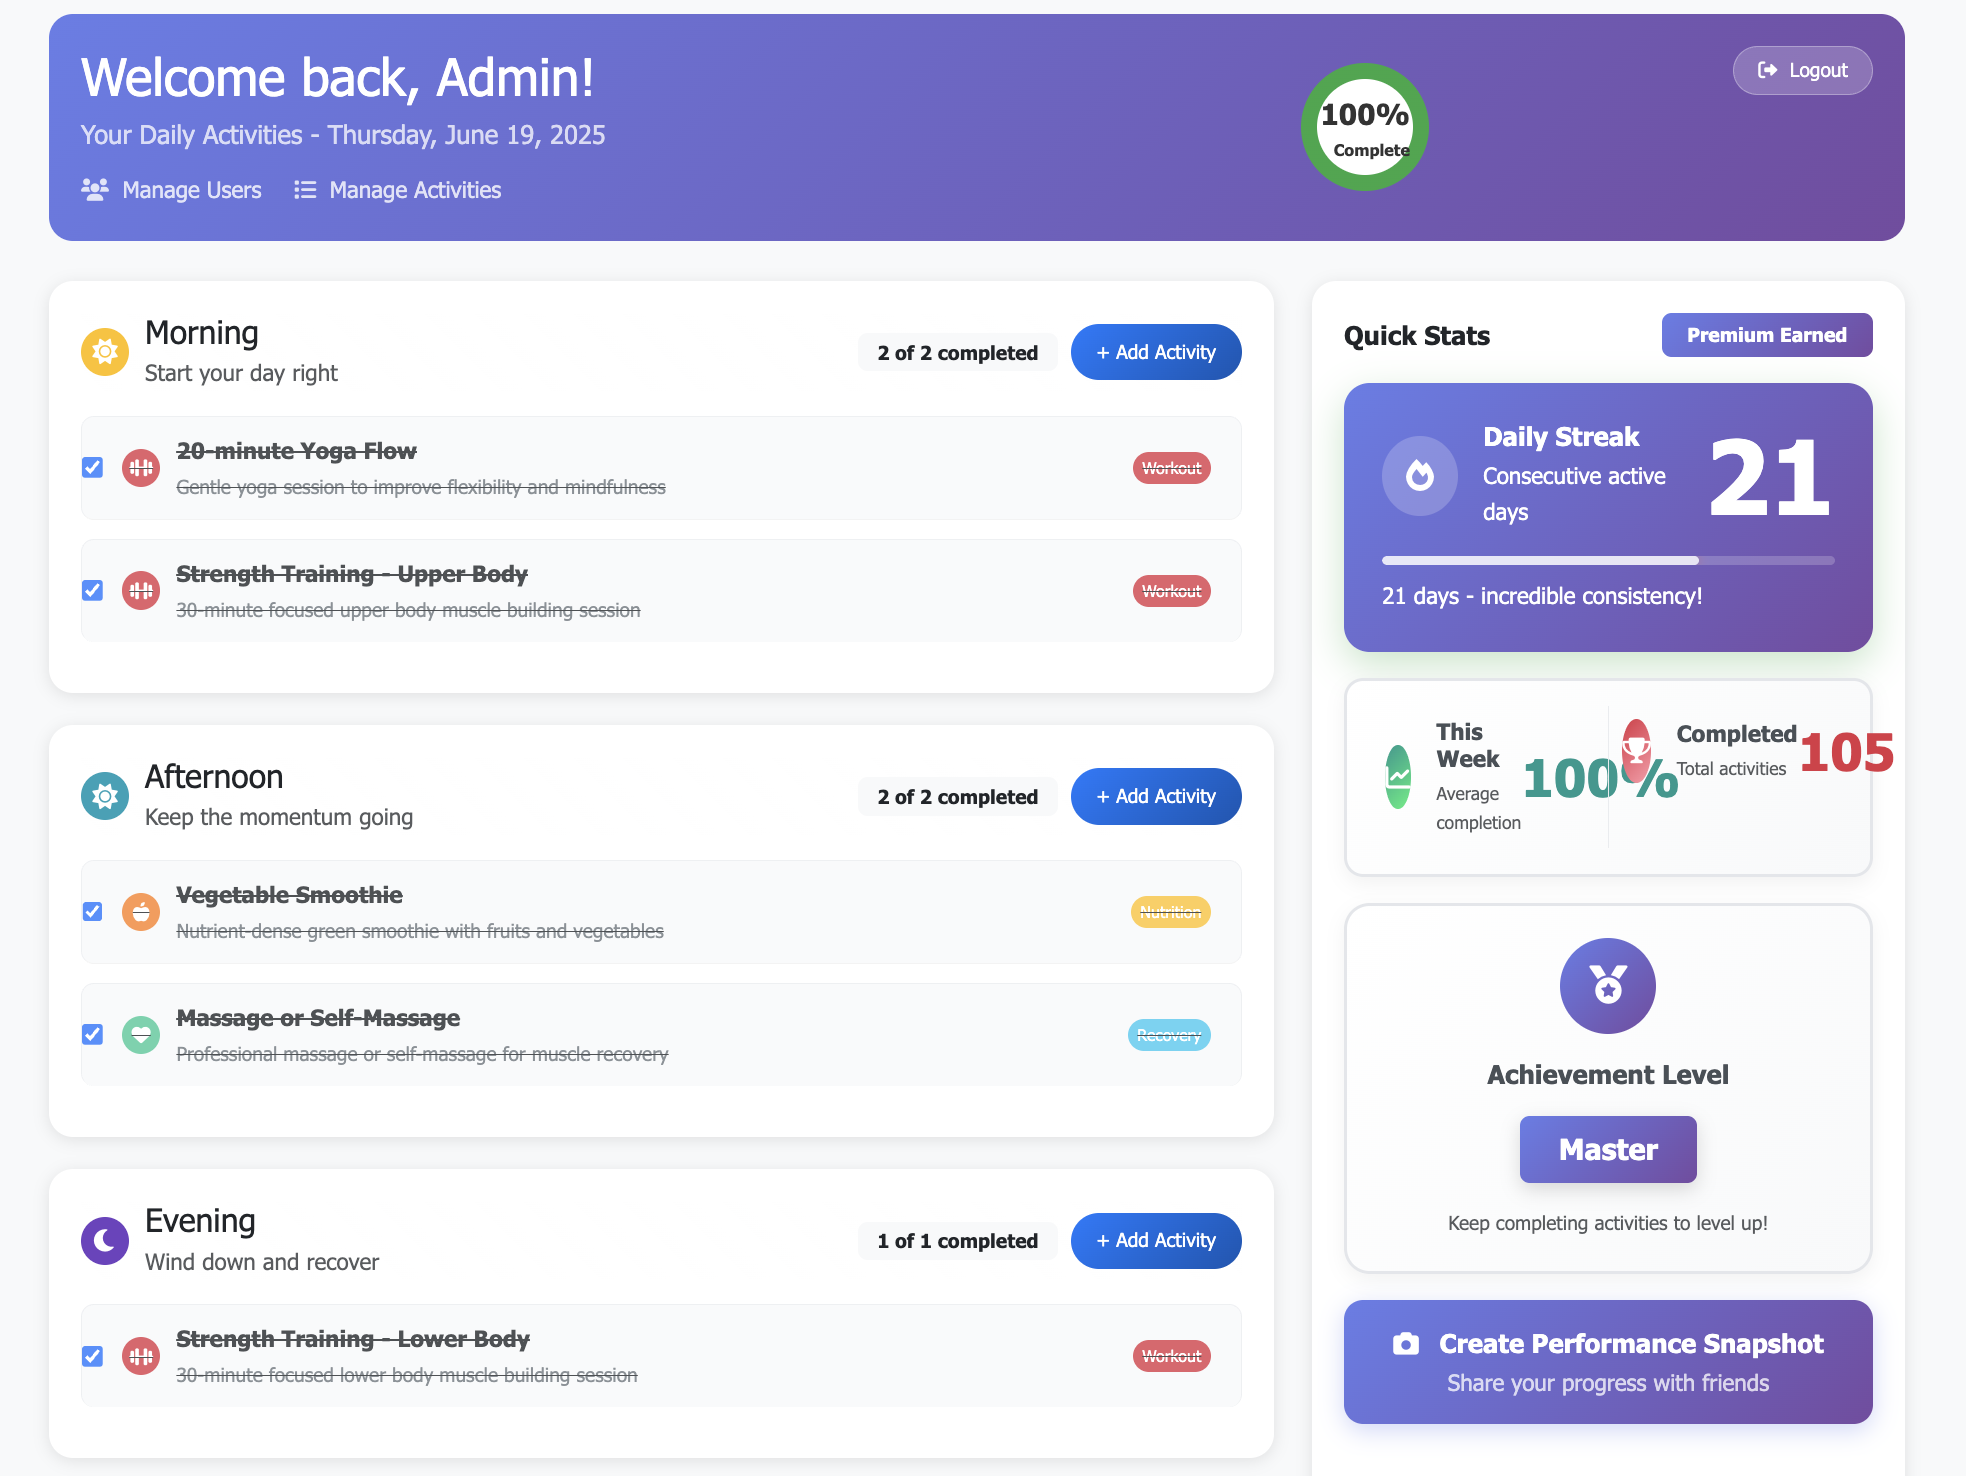 Welcome back, Admin!
Your Daily Activities - Thursday, June 19, 2025
Manage Users
Manage Activities
100%
Complete
Logout
Morning
Start your day right
2 of 2 completed
+ Add Activity
20-minute Yoga Flow
Gentle yoga session to improve flexibility and mindfulness
Workout
Strength Training - Upper Body
30-minute focused upper body muscle building session
Workout
Afternoon
Keep the momentum going
2 of 2 completed
+ Add Activity
Vegetable Smoothie
Nutrient-dense green smoothie with fruits and vegetables
Nutrition
Massage or Self-Massage
Professional massage or self-massage for muscle recovery
Recovery
Evening
Wind down and recover
1 of 1 completed
+ Add Activity
Strength Training - Lower Body
30-minute focused lower body muscle building session
Workout
Quick Stats
Premium Earned
Daily Streak
Consecutive active
days
21
21 days - incredible consistency!
This
Week
Average
completion
100%
Completed
Total activities
105
Achievement Level
Master
Keep completing activities to level up!
Create Performance Snapshot
Share your progress with friends